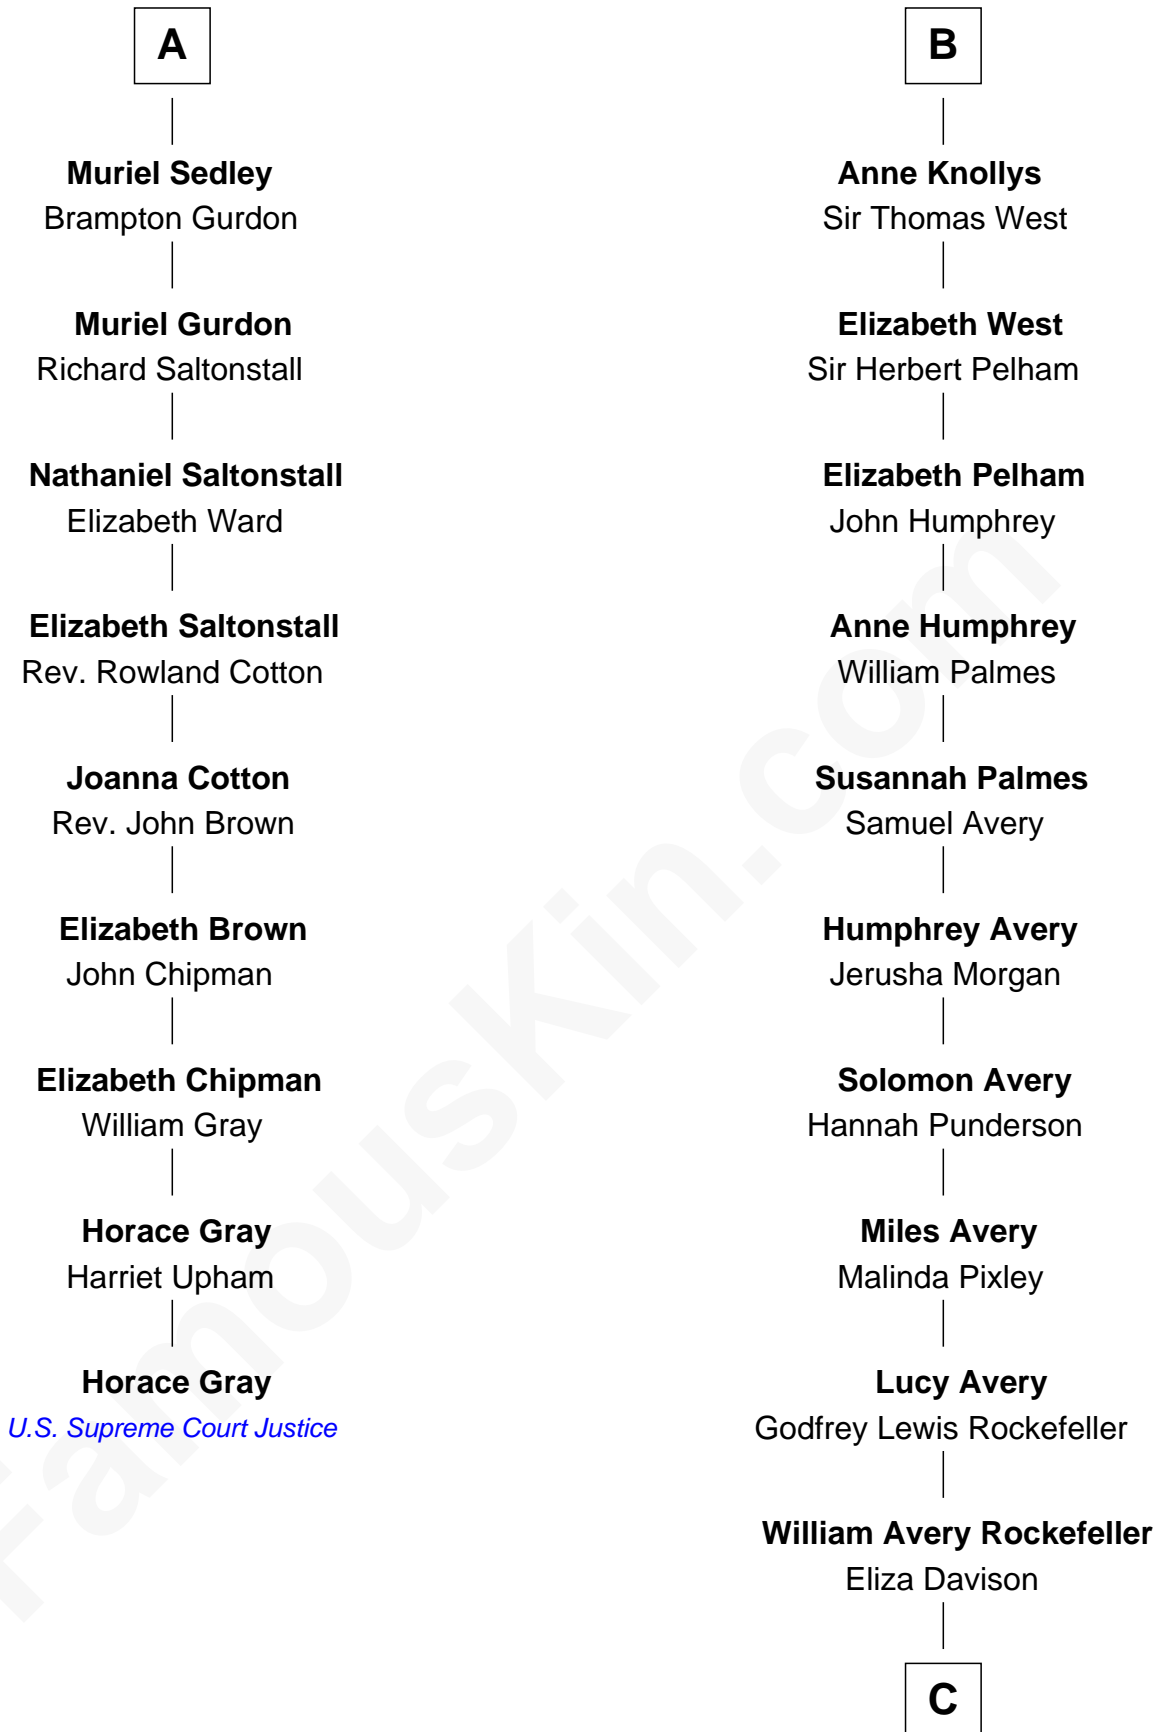 A
Muriel Sedley
Brampton Gurdon
Muriel Gurdon
Richard Saltonstall
Nathaniel Saltonstall
Elizabeth Ward
Elizabeth Saltonstall
Rev. Rowland Cotton
Joanna Cotton
Rev. John Brown
Elizabeth Brown
John Chipman
Elizabeth Chipman
William Gray
Horace Gray
Harriet Upham
Horace Gray
U.S. Supreme Court Justice
B
Anne Knollys
Sir Thomas West
Elizabeth West
Sir Herbert Pelham
Elizabeth Pelham
John Humphrey
Anne Humphrey
William Palmes
Susannah Palmes
Samuel Avery
Humphrey Avery
Jerusha Morgan
Solomon Avery
Hannah Punderson
Miles Avery
Malinda Pixley
Lucy Avery
Godfrey Lewis Rockefeller
William Avery Rockefeller
Eliza Davison
C
FamousKin.com